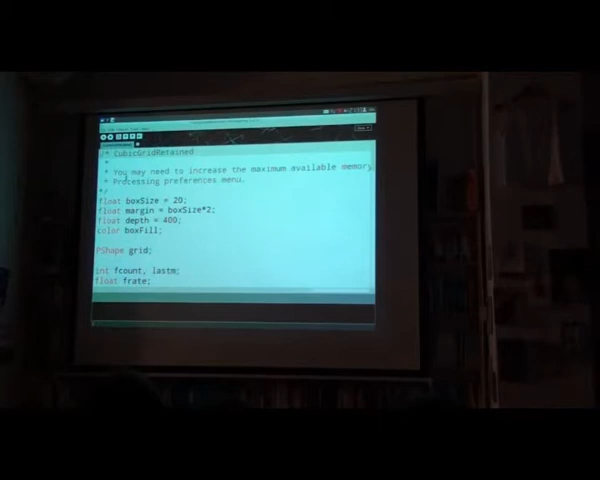 /* CubicGridRetained
*
* You may need to increase the maximum available memory
* Processing preferences menu.
*/
float boxSize = 20;
float margin = boxSize*2;
float depth = 400;
color boxFill;
PShape grid;
int fcount, lastm;
float frate;